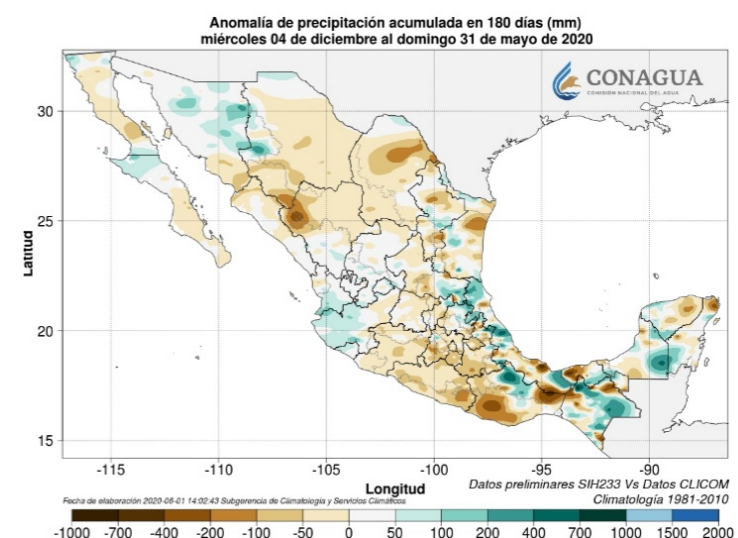 Anomalía de precipitación acumulada en 180 días (mm)
miércoles 04 de diciembre al domingo 31 de mayo de 2020
CONAGUA
COMISIÓN NACIONAL DEL AGUA
30
25
20
15
Latitud
-115 -110 -105 -100 -95 -90
Longitud
Datos preliminares SIH233 Vs Datos CLICOM
Fecha de elaboración 2020-06-01 14:02:43 Subgerencia de Climatología y Servicios Climáticos
Climatología 1981-2010
-1000 -700 -400 -200 -100 -50 0 50 100 200 400 700 1000 1500 2000